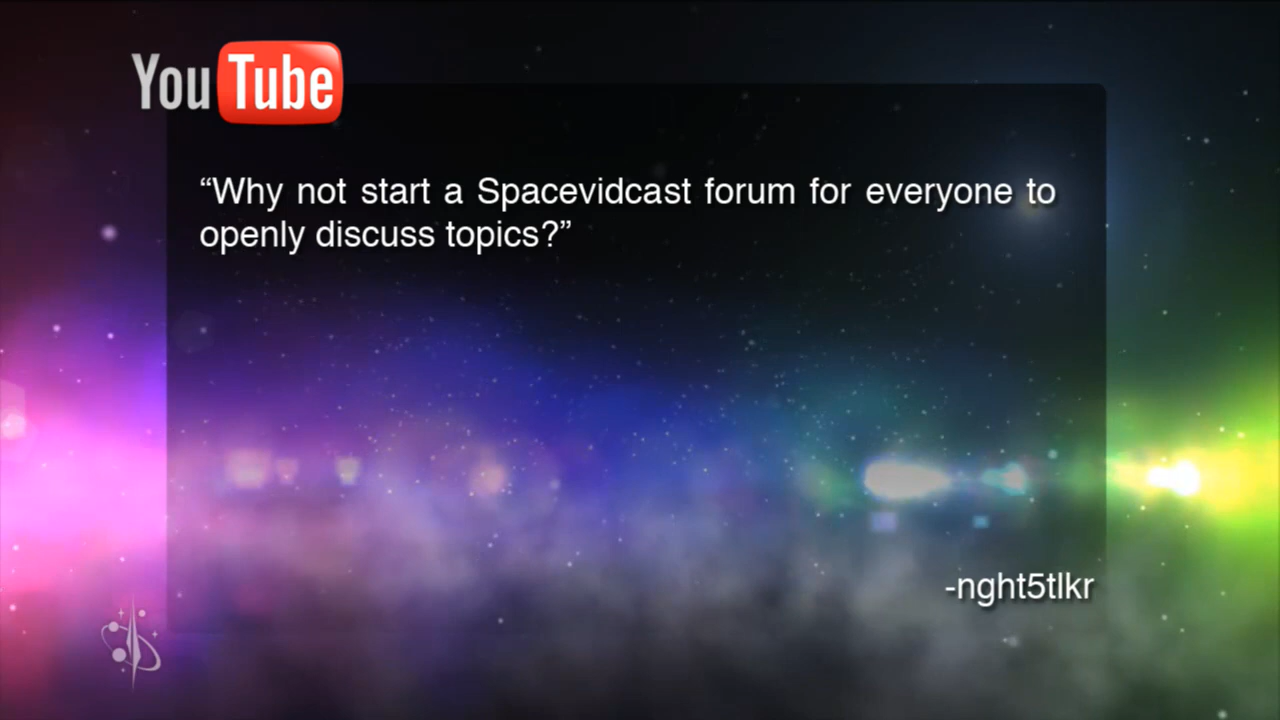 YouTube
“Why not start a Spacevidcast forum for everyone to
openly discuss topics?”
-nght5tlkr